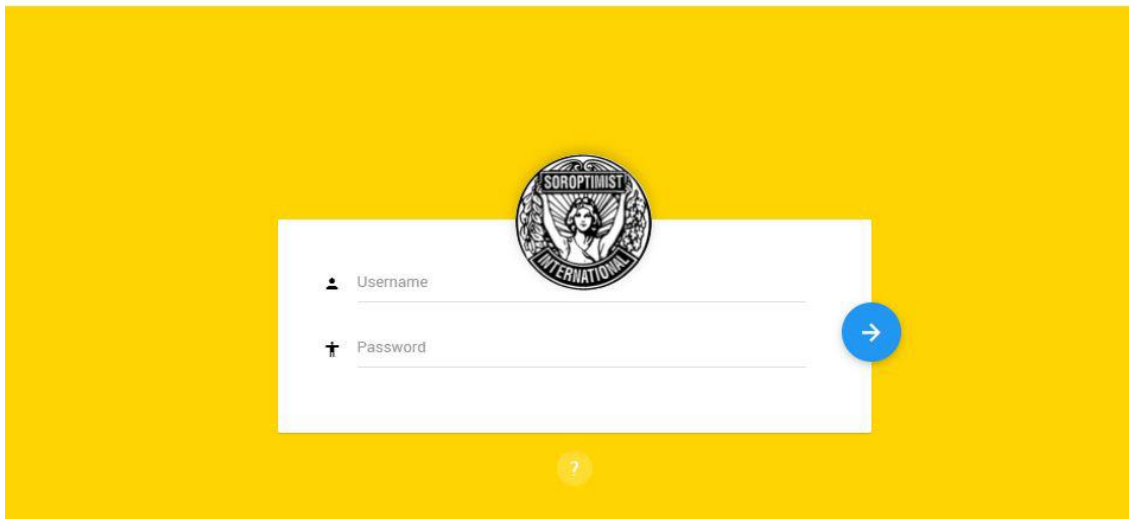 SOROPTIMIST
INTERNATIONAL
Username
Password
?